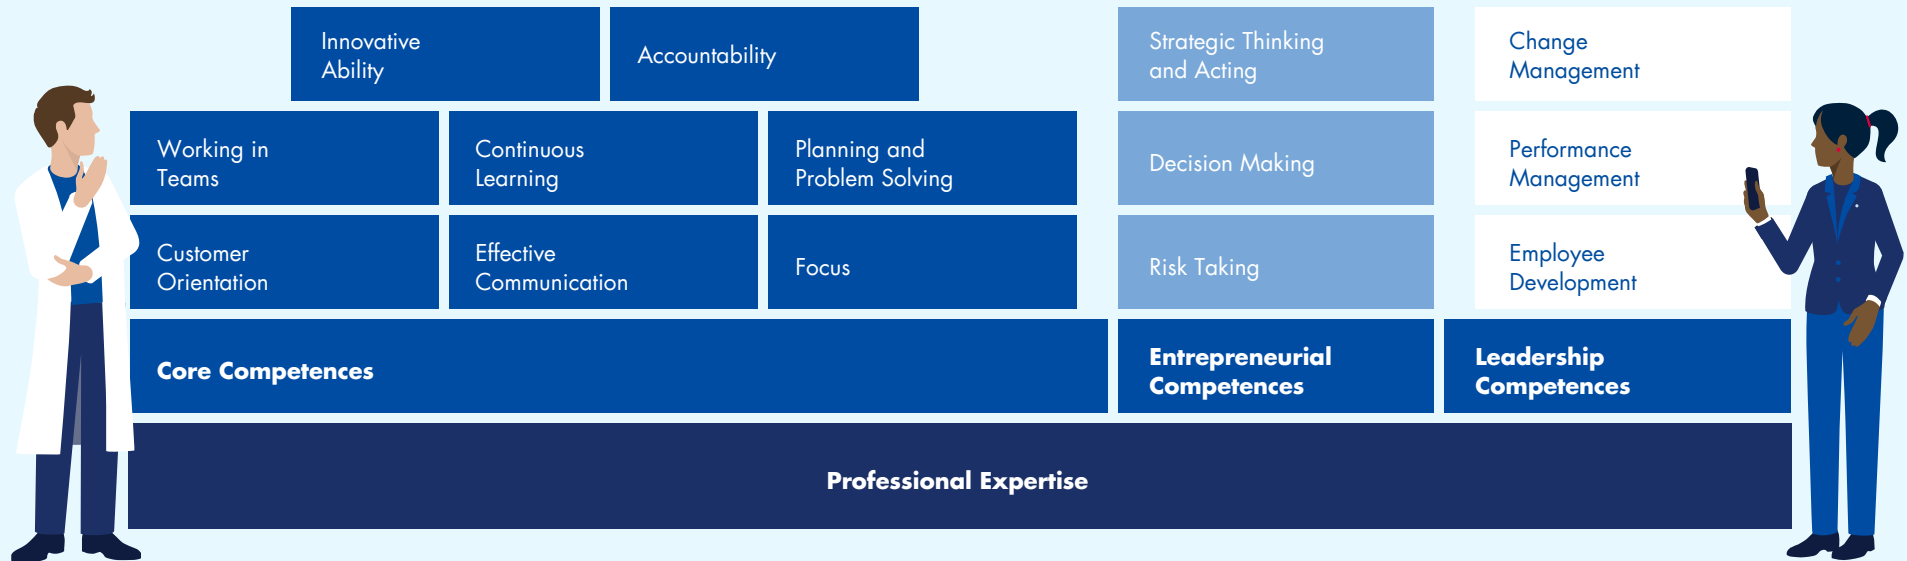 Innovative
Ability
Accountability
Strategic Thinking
and Acting
Change
Management
Working in
Teams
Continuous
Learning
Planning and
Problem Solving
Decision Making
Performance
Management
Customer
Orientation
Effective
Communication
Focus
Risk Taking
Employee
Development
Core Competences
Entrepreneurial
Competences
Leadership
Competences
Professional Expertise